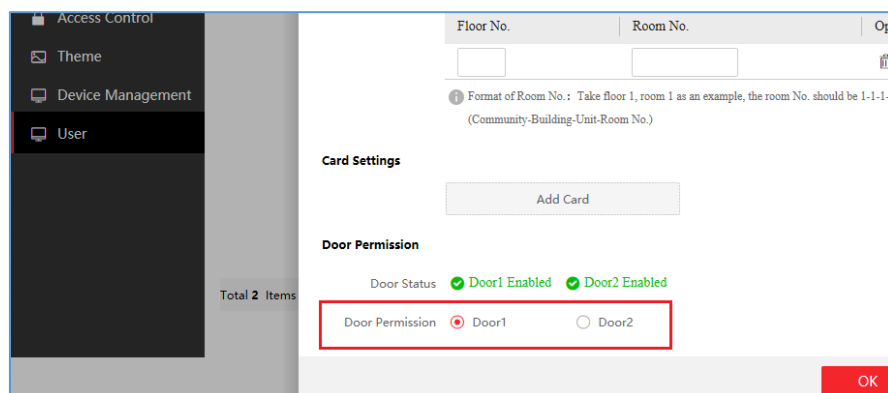 Access Control
Theme
Device Management
User
Total 2 Items
Floor No. Room No.
Format of Room No.: Take floor 1, room 1 as an example, the room No. should be 1-1-1-
(Community-Building-Unit-Room No.)
Card Settings
Add Card
Door Permission
Door Status Door1 Enabled Door2 Enabled
Door Permission Door1 Door2
OK